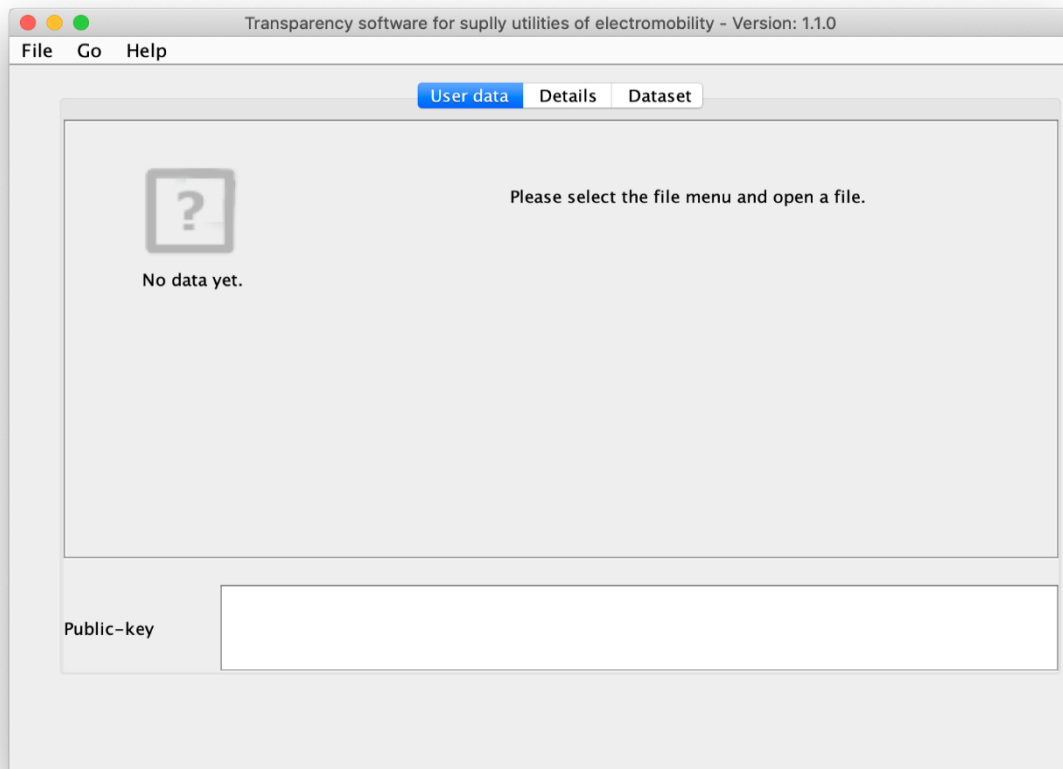 Transparency software for suplly utilities of electromobility - Version: 1.1.0
File Go Help
User data Details Dataset
?
Please select the file menu and open a file.
No data yet.
Public-key